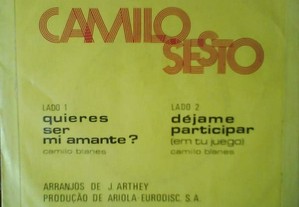 CAMILO
SESTO
LADO 1
quieres
ser
mi amante?
camilo blanes
LADO 2
déjame
participar
(em tu juego)
camilo blanes
ARRANJOS DE J. ARTHEY
PRODUÇÃO DE ARIOLA-EURODISC S.A.